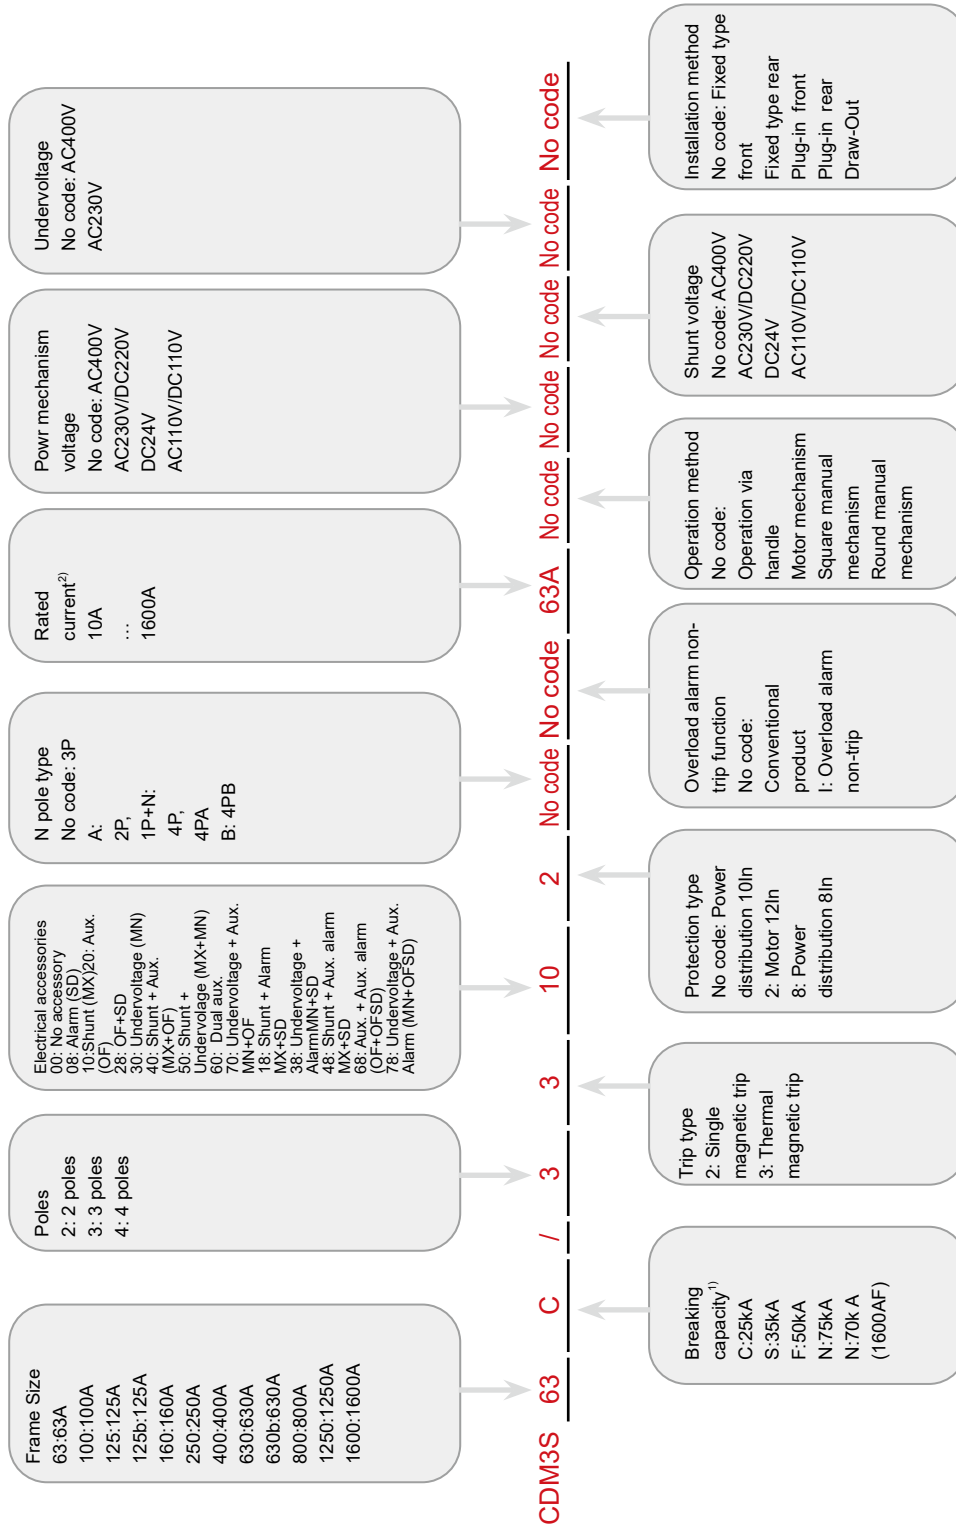 Frame Size
63:63A
100:100A
125:125A
125b:125A
160:160A
250:250A
400:400A
630:630A
630b:630A
800:800A
1250:1250A
1600:1600A
Poles
2: 2 poles
3: 3 poles
4: 4 poles
Electrical accessories
00: No accessory
08: Alarm (SD)
10:Shunt (MX)20: Aux.
(OF)
28: OF+SD
30: Undervoltage (MN)
40: Shunt + Aux.
(MX+OF)
50: Shunt +
Undervolage (MX+MN)
60: Dual aux.
70: Undervoltage + Aux.
MN+OF
18: Shunt + Alarm
MX+SD
38: Undervoltage +
AlarmMN+SD
48: Shunt + Aux. alarm
MX+SD
68: Aux. + Aux. alarm
(OF+OFSD)
78: Undervoltage + Aux.
Alarm (MN+OFSD)
N pole type
No code: 3P
A:
2P,
1P+N:
4P,
4PA
B: 4PB
Rated
current2)
10A
…
1600A
Powr mechanism
voltage
No code: AC400V
AC230V/DC220V
DC24V
AC110V/DC110V
Undervoltage
No code: AC400V
AC230V
CDM3S 63 C / 3 3 10 2 No code No code 63A No code No code No code No code No code
Breaking
capacity1)
C:25kA
S:35kA
F:50kA
N:75kA
N:70k A
(1600AF)
Trip type
2: Single
magnetic trip
3: Thermal
magnetic trip
Protection type
No code: Power
distribution 10In
2: Motor 12In
8: Power
distribution 8In
Overload alarm non-
trip function
No code:
Conventional
product
I: Overload alarm
non-trip
Operation method
No code:
Operation via
handle
Motor mechanism
Square manual
mechanism
Round manual
mechanism
Shunt voltage
No code: AC400V
AC230V/DC220V
DC24V
AC110V/DC110V
Installation method
No code: Fixed type
front
Fixed type rear
Plug-in front
Plug-in rear
Draw-Out